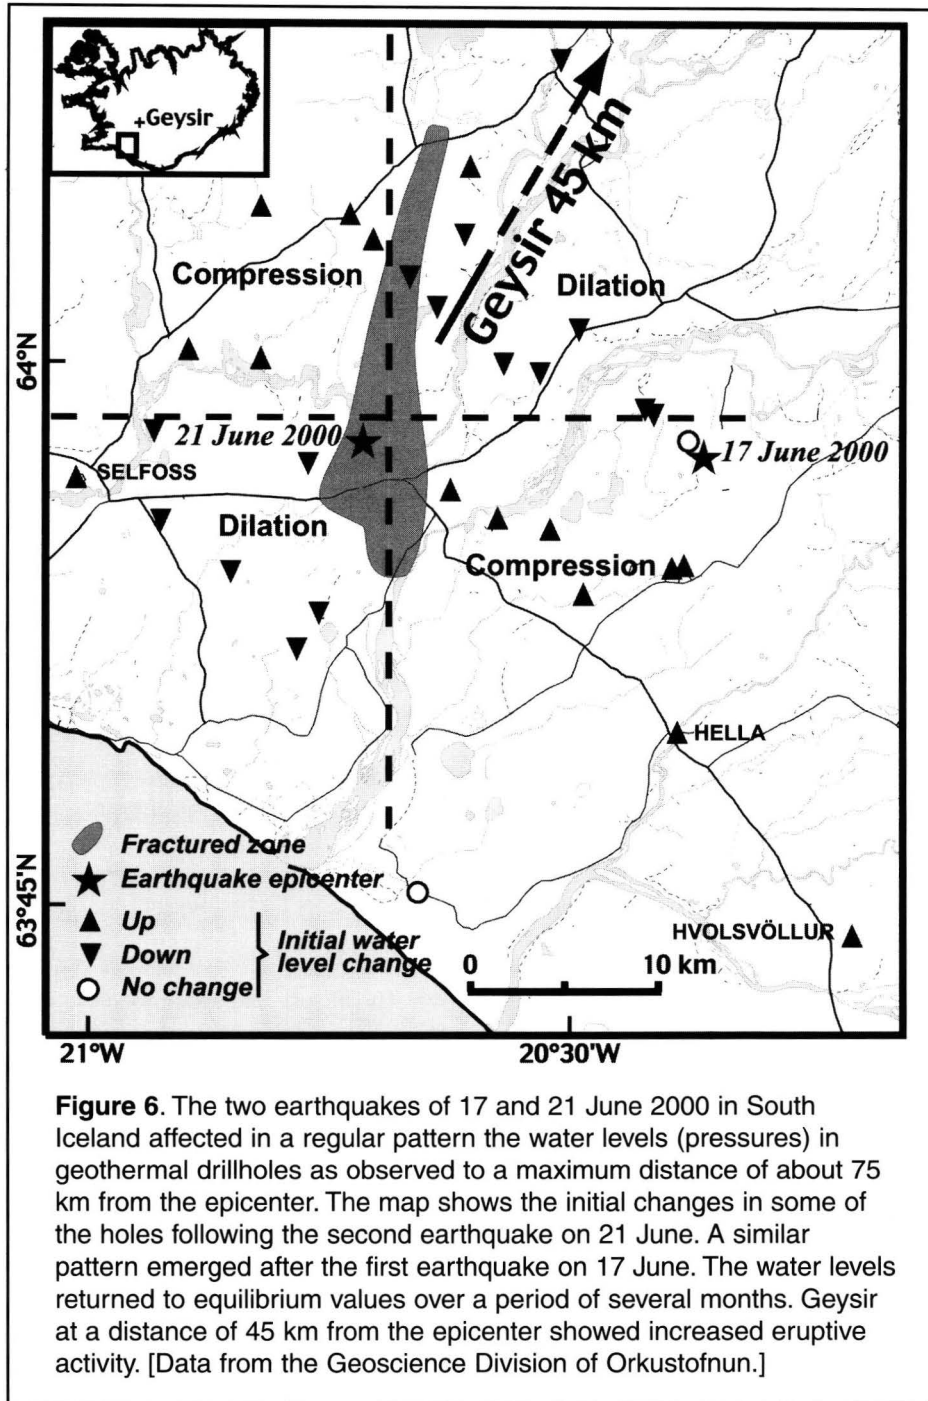 +Geysir
Geysir 45 km
Compression
Dilation
64°N
21 June 2000
17 June 2000
SELFOSS
Dilation
Compression
HELLA
Fractured zone
Earthquake epicenter
Up
Down
No change
Initial water
level change
63°45'N
HVOLSVÖLLUR
0
10 km
21°W
20°30'W
Figure 6. The two earthquakes of 17 and 21 June 2000 in South
Iceland affected in a regular pattern the water levels (pressures) in
geothermal drillholes as observed to a maximum distance of about 75
km from the epicenter. The map shows the initial changes in some of
the holes following the second earthquake on 21 June. A similar
pattern emerged after the first earthquake on 17 June. The water levels
returned to equilibrium values over a period of several months. Geysir
at a distance of 45 km from the epicenter showed increased eruptive
activity. [Data from the Geoscience Division of Orkustofnun.]